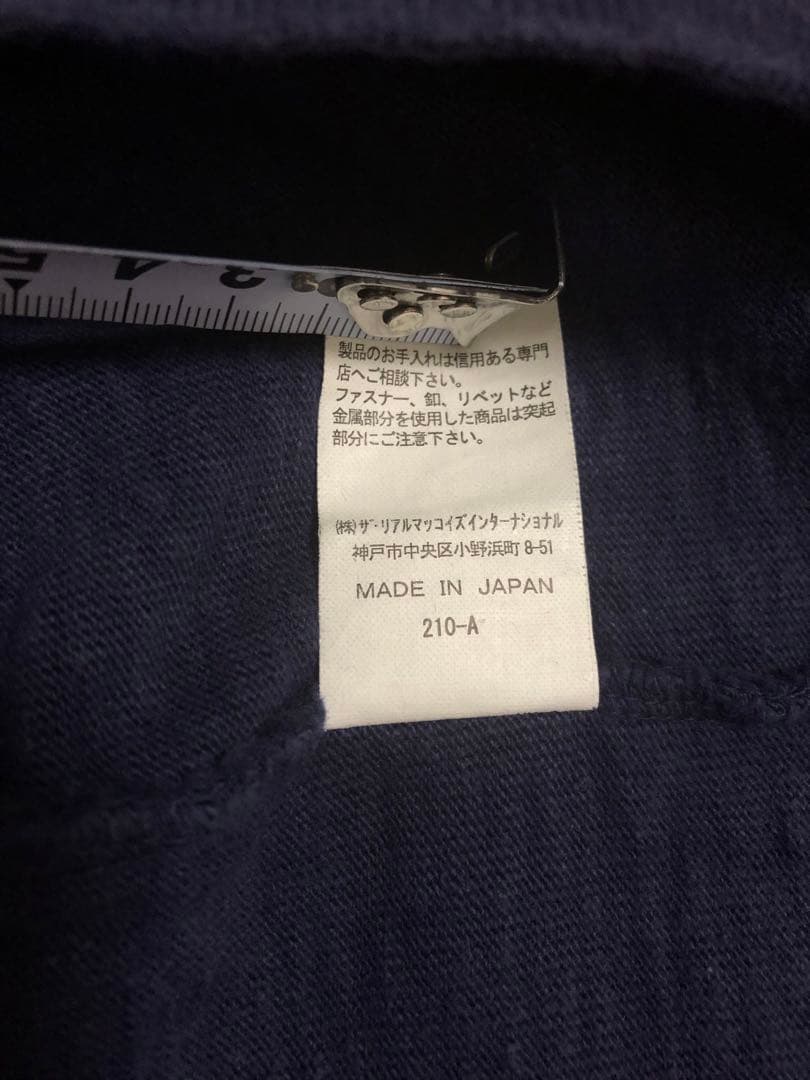 5 4 3
製品のお手入れは信用ある専門
店へご相談下さい。
ファスナー、釦、リベットなど
金属部分を使用した商品は突起
部分にご注意下さい。
㈱ザ・リアルマッコイズインターナショナル
神戸市中央区小野浜町 8-51
MADE IN JAPAN
210-A